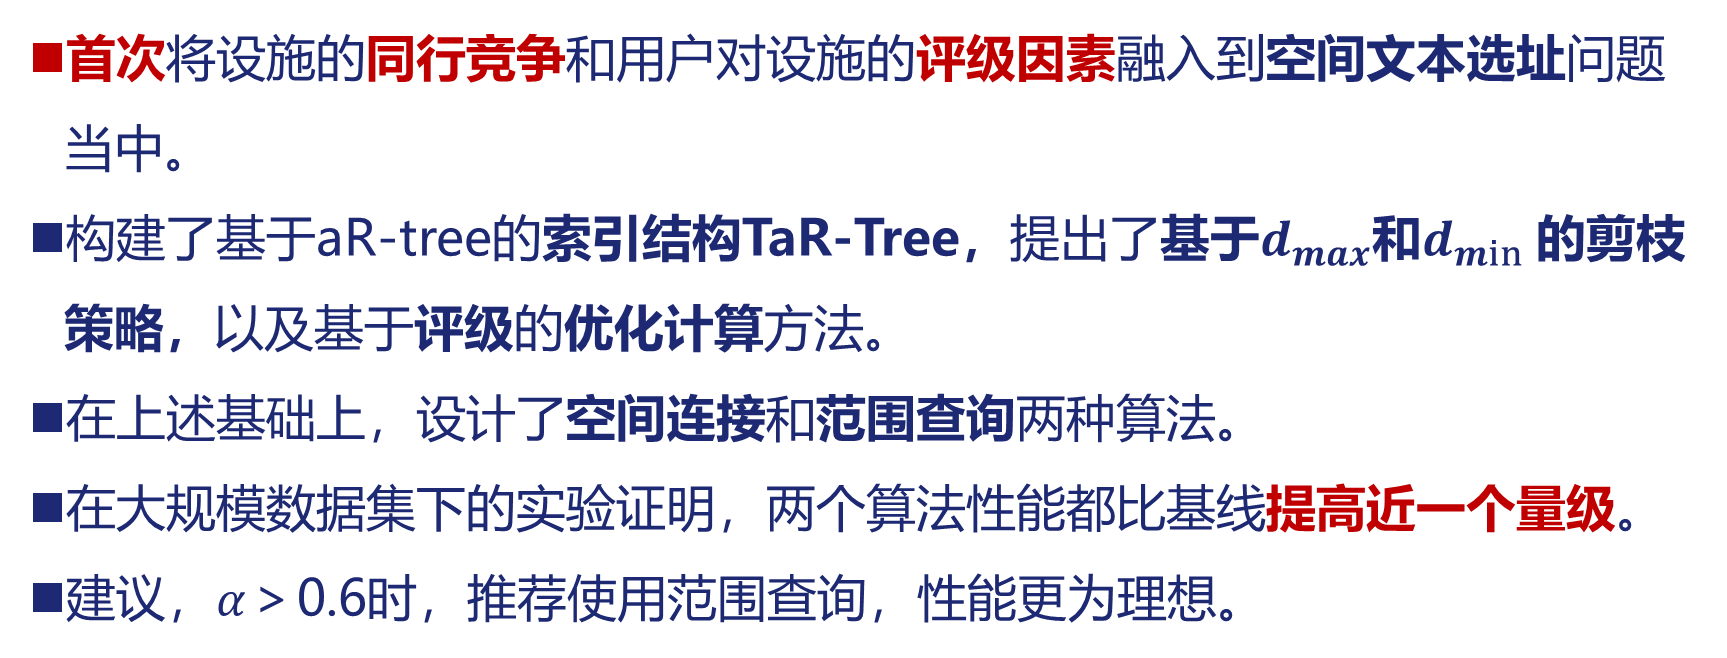 ■首次将设施的同行竞争和用户对设施的评级因素融入到空间文本选址问题
当中。
■构建了基于aR-tree的索引结构TaR-Tree，提出了基于d_max和d_min 的剪枝
策略，以及基于评级的优化计算方法。
■在上述基础上，设计了空间连接和范围查询两种算法。
■在大规模数据集下的实验证明，两个算法性能都比基线提高近一个量级。
■建议，α > 0.6时，推荐使用范围查询，性能更为理想。